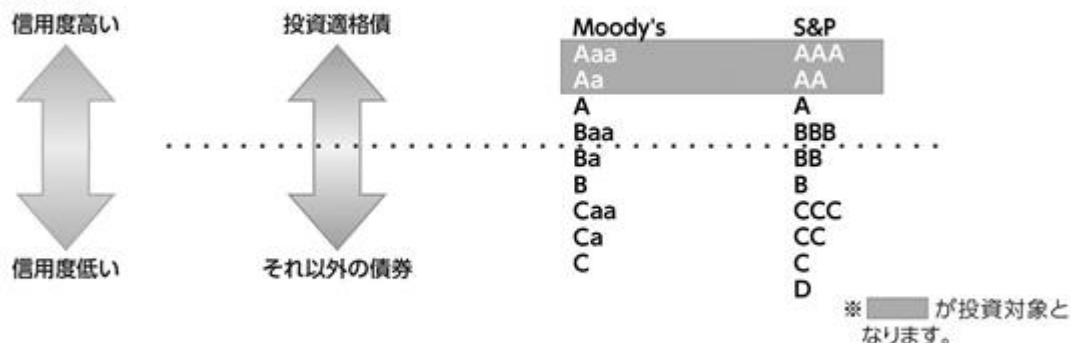 信用度高い 投資適格債 Moody's S&P
Aaa AAA
Aa AA
A A
Baa BBB
Ba BB
B B
Caa CCC
Ca CC
信用度低い それ以外の債券 C C
D
※ が投資対象と
なります。